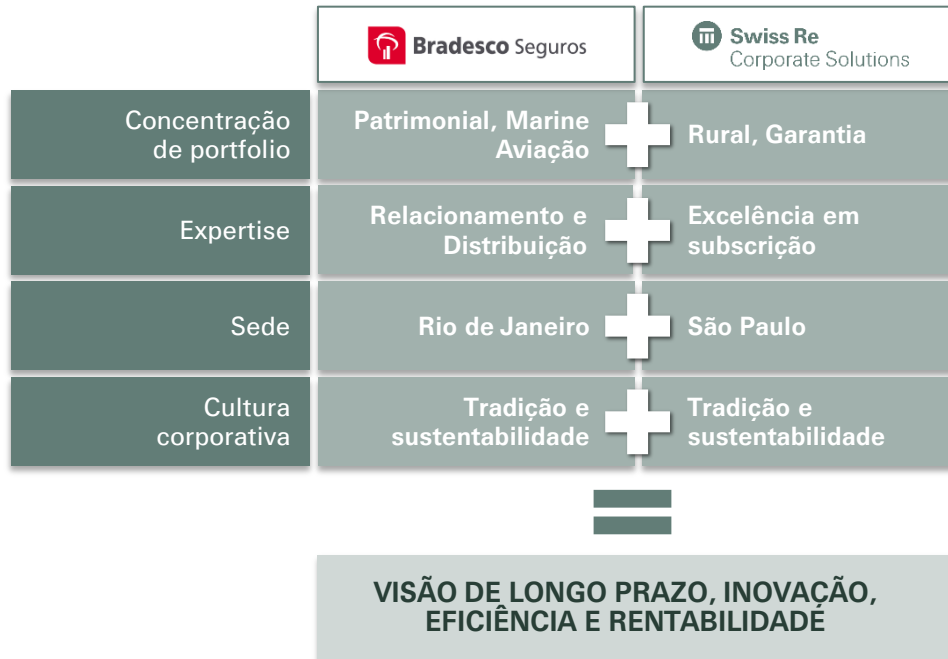 Bradesco Seguros
Swiss Re
Corporate Solutions
Concentração
de portfolio
Patrimonial, Marine
Aviação
Rural, Garantia
Expertise
Relacionamento e
Distribuição
Excelência em
subscrição
Sede
Rio de Janeiro
São Paulo
Cultura
corporativa
Tradição e
sustentabilidade
Tradição e
sustentabilidade
VISÃO DE LONGO PRAZO, INOVAÇÃO,
EFICIÊNCIA E RENTABILIDADE